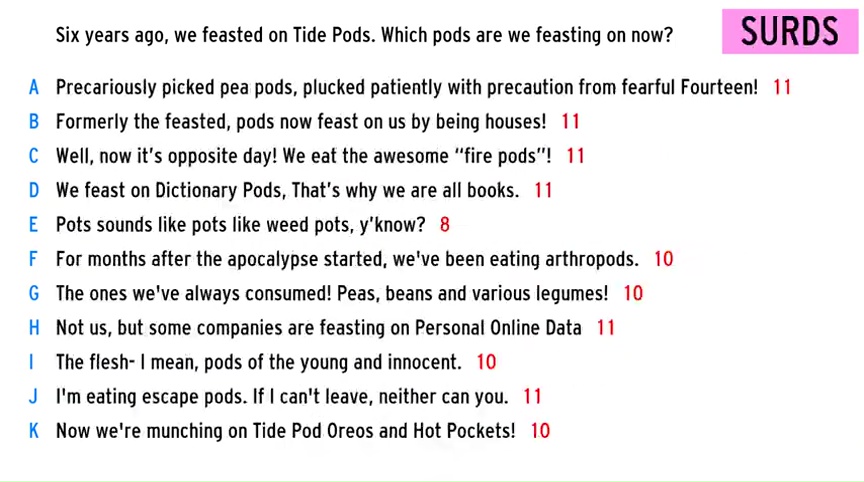 Six years ago, we feasted on Tide Pods. Which pods are we feasting on now?
SURDS
A Precariously picked pea pods, plucked patiently with precaution from fearful Fourteen! 11
B Formerly the feasted, pods now feast on us by being houses! 11
C Well, now it's opposite day! We eat the awesome “fire pods”! 11
D We feast on Dictionary Pods, That's why we are all books. 11
E Pots sounds like pots like weed pots, y'know? 8
F For months after the apocalypse started, we've been eating arthropods. 10
G The ones we've always consumed! Peas, beans and various legumes! 10
H Not us, but some companies are feasting on Personal Online Data 11
I The flesh- I mean, pods of the young and innocent. 10
J I'm eating escape pods. If I can't leave, neither can you. 11
K Now we're munching on Tide Pod Oreos and Hot Pockets! 10